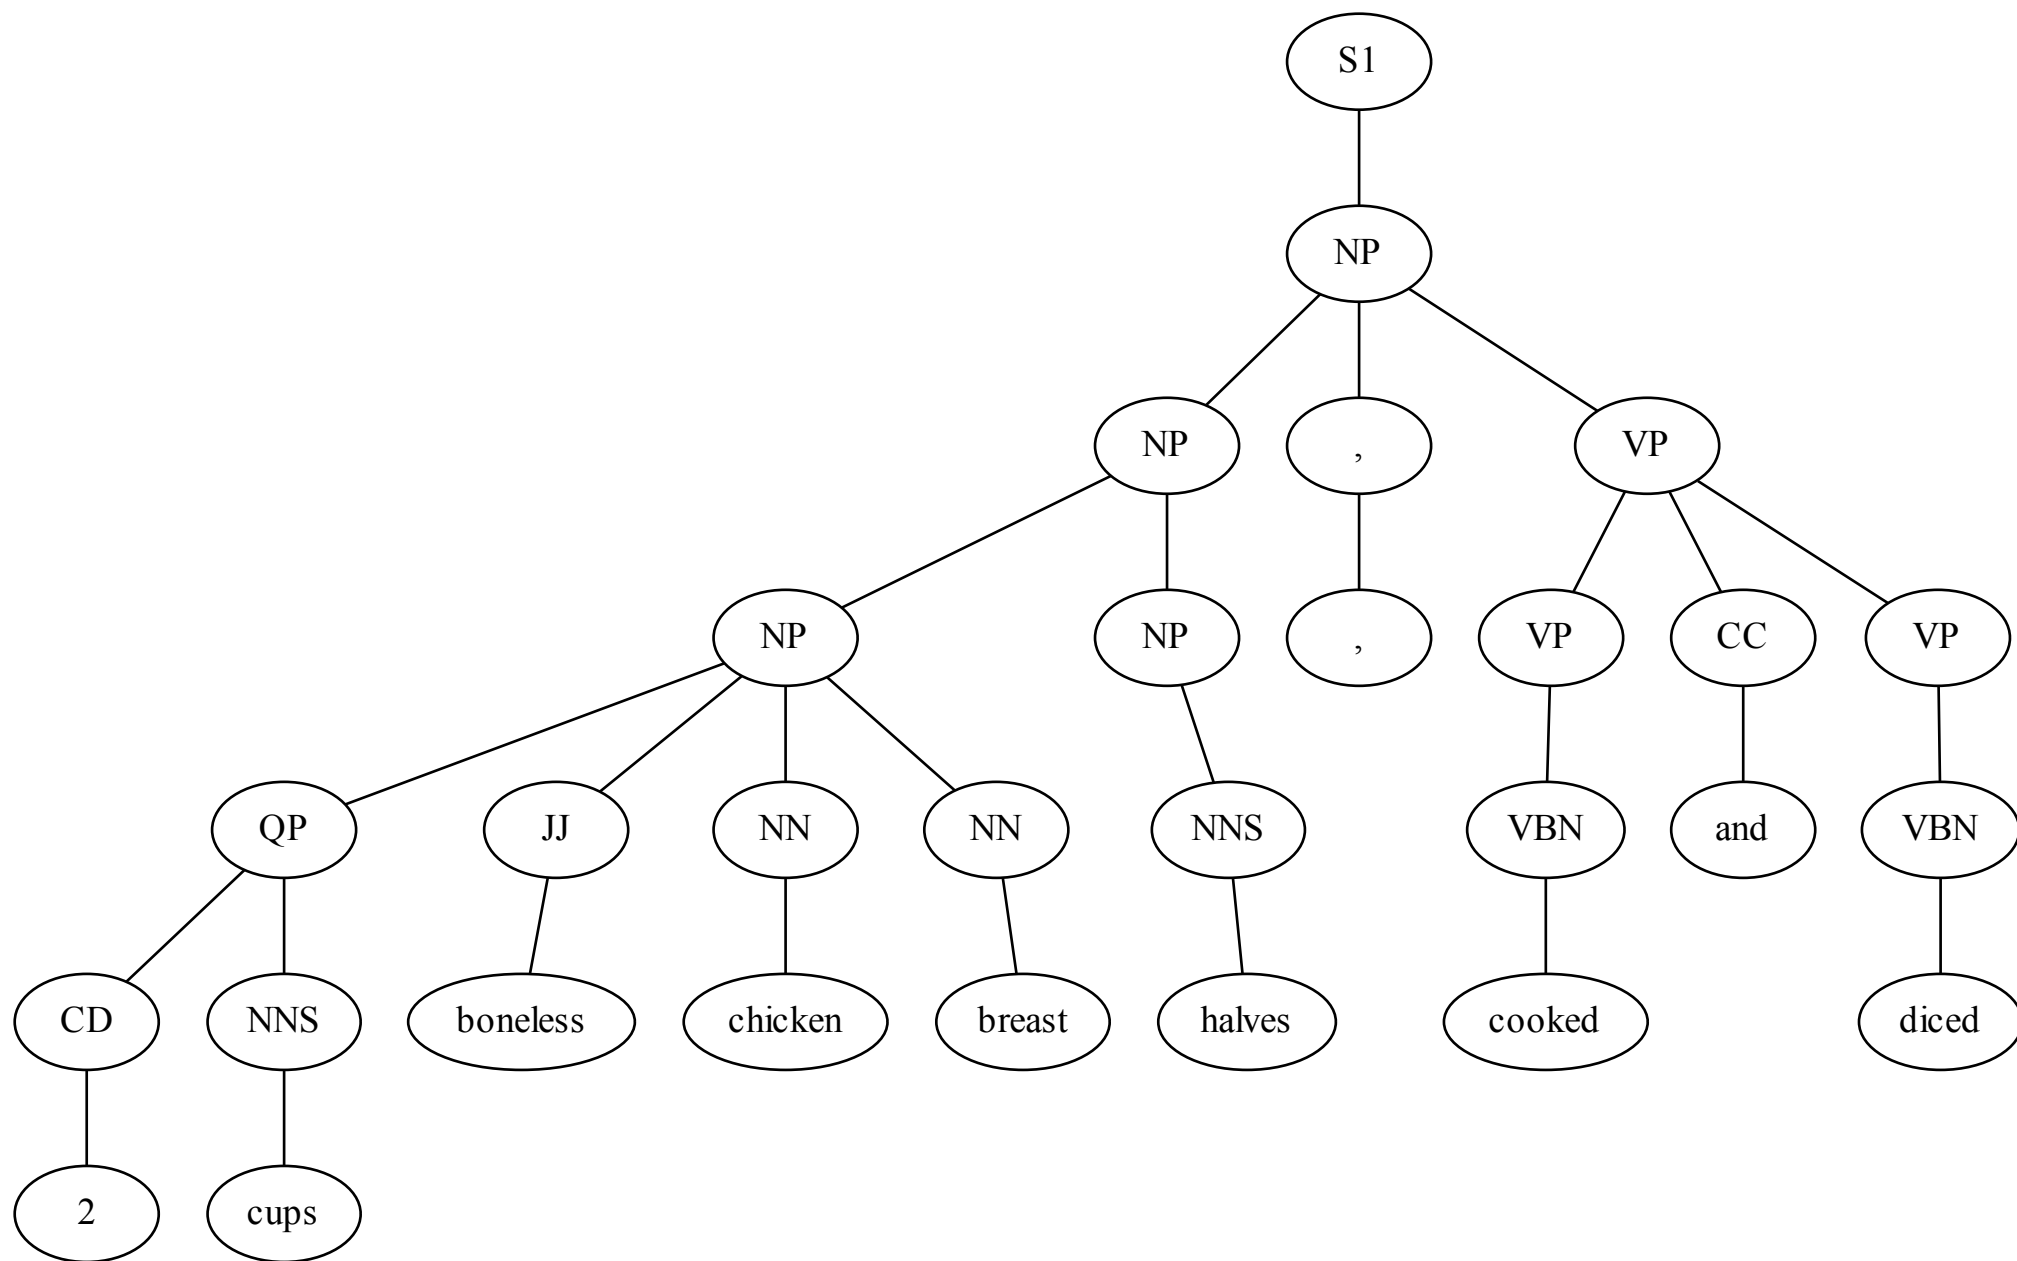 S1
NP
NP , VP
NP NP , VP CC VP
QP JJ NN NN NNS VBN and VBN
CD NNS boneless chicken breast halves cooked diced
2 cups